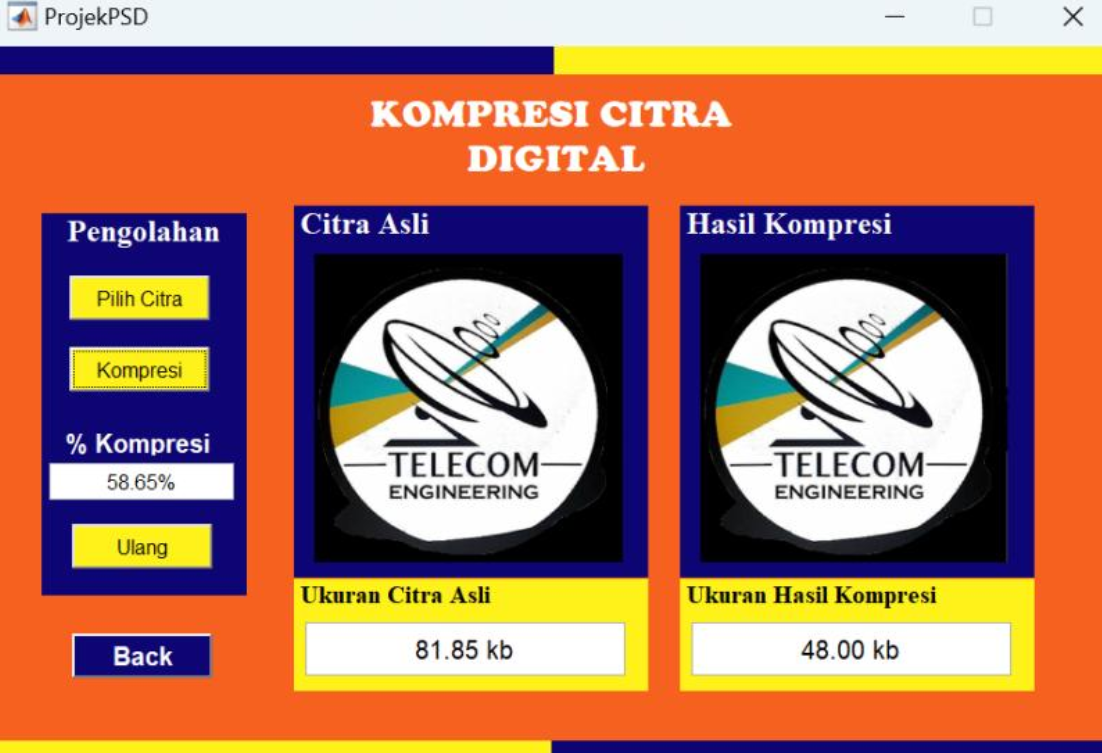 ProjekPSD
KOMPRESI CITRA
DIGITAL
Pengolahan
Pilih Citra
Kompresi
% Kompresi
58.65%
Ulang
Back
Citra Asli
TELECOM
ENGINEERING
Ukuran Citra Asli
81.85 kb
Hasil Kompresi
TELECOM
ENGINEERING
Ukuran Hasil Kompresi
48.00 kb